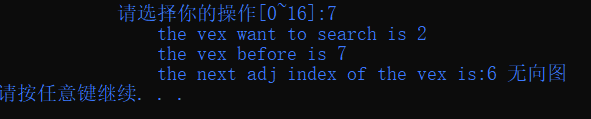 请选择你的操作[0~16]:7
the vex want to search is 2
the vex before is 7
the next adj index of the vex is:6 无向图
请按任意键继续. . .